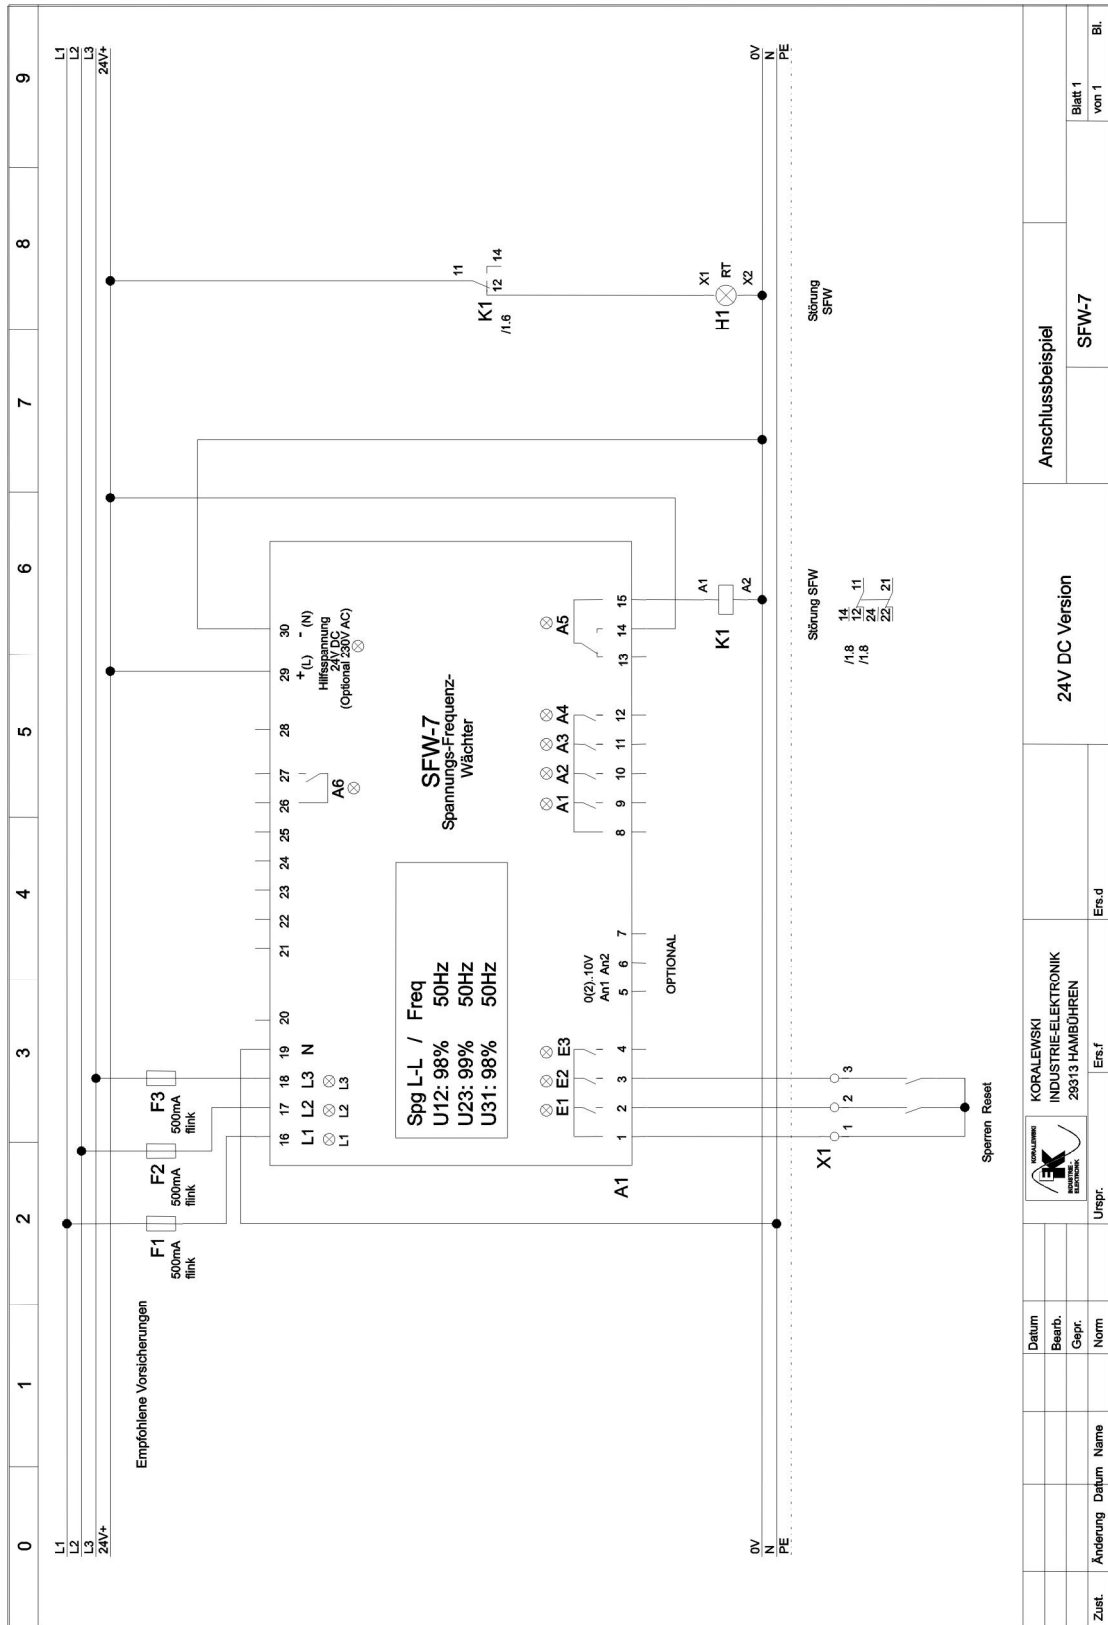 0 1 2 3 4 5 6 7 8 9
L1 L1
L2 L2
L3 L3
24V+ 24V+
Empfohlene Vorsicherungen
F1
500mA
flink
F2
500mA
flink
F3
500mA
flink
16 17 18 19 20 21 22 23 24 25 26 27 28 29 30
L1 L2 L3 N
L1 L2 L3
A6
+ (L) - (N)
Hilfsspannung
24V DC
(Optional 230V AC)
Spg L-L / Freq
U12: 98% 50Hz
U23: 99% 50Hz
U31: 98% 50Hz
SFW-7
Spannungs-Frequenz-
Wächter
E1 E2 E3
0(2)..10V
An1 An2
A1 A2 A3 A4 A5
1 2 3 4 5 6 7 8 9 10 11 12 13 14 15
A1
OPTIONAL
K1
/1.6
11
12 14
K1
A1
A2
H1
X1
RT
X2
0V 0V
N N
PE PE
X1
1 2 3
Störung SFW
Störung
SFW
/1.8
/1.8
14
12 11
24
22 21
Sperren Reset
Zust. Änderung Datum Name
Datum
Bearb.
Gepr.
Norm
Urspr.
Ers.f
Ers.d
KORALEWSKI
INDUSTRIE -
ELEKTRONIK
EK
KORALEWSKI
INDUSTRIE-ELEKTRONIK
29313 HAMBÜHREN
24V DC Version
Anschlussbeispiel
SFW-7
Blatt 1
von 1 Bl.